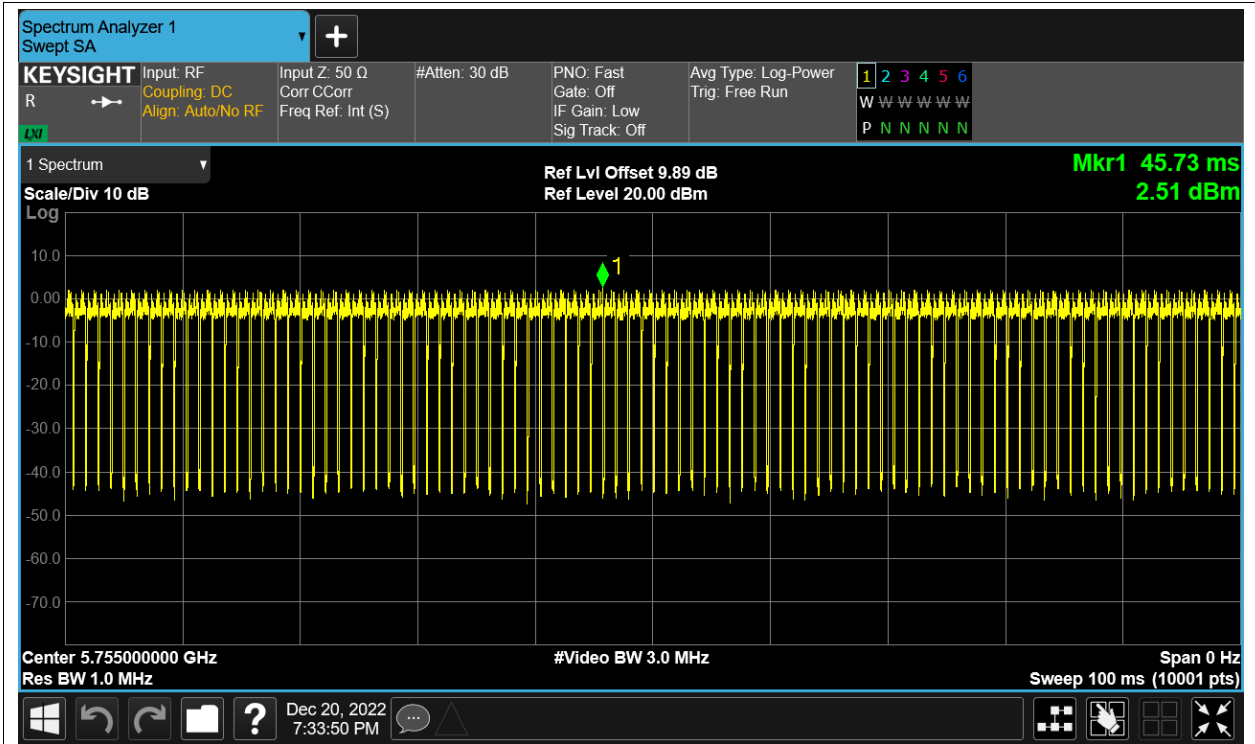 Spectrum Analyzer 1
Swept SA
KEYSIGHT
R
LXI
Input: RF
Coupling: DC
Align: Auto/No RF
Input Z: 50 Ω
Corr CCorr
Freq Ref: Int (S)
#Atten: 30 dB
PNO: Fast
Gate: Off
IF Gain: Low
Sig Track: Off
Avg Type: Log-Power
Trig: Free Run
1 2 3 4 5 6
W W W W W W
P N N N N N
1 Spectrum
Scale/Div 10 dB
Ref Lvl Offset 9.89 dB
Ref Level 20.00 dBm
Mkr1 45.73 ms
2.51 dBm
Log
10.0
0.00
-10.0
-20.0
-30.0
-40.0
-50.0
-60.0
-70.0
1
Center 5.755000000 GHz
Res BW 1.0 MHz
#Video BW 3.0 MHz
Span 0 Hz
Sweep 100 ms (10001 pts)
?
Dec 20, 2022
7:33:50 PM